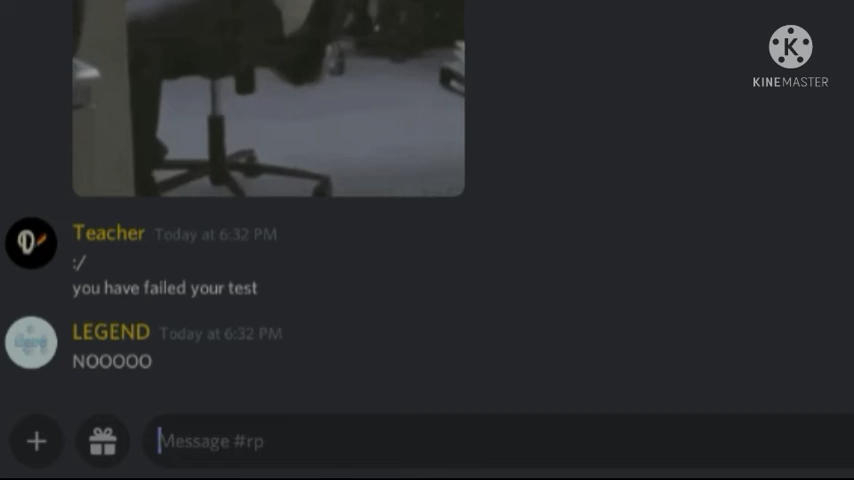 K
KINEMASTER
Teacher Today at 6:32 PM
:/
you have failed your test
LEGEND Today at 6:32 PM
NOOOOO
Message #rp